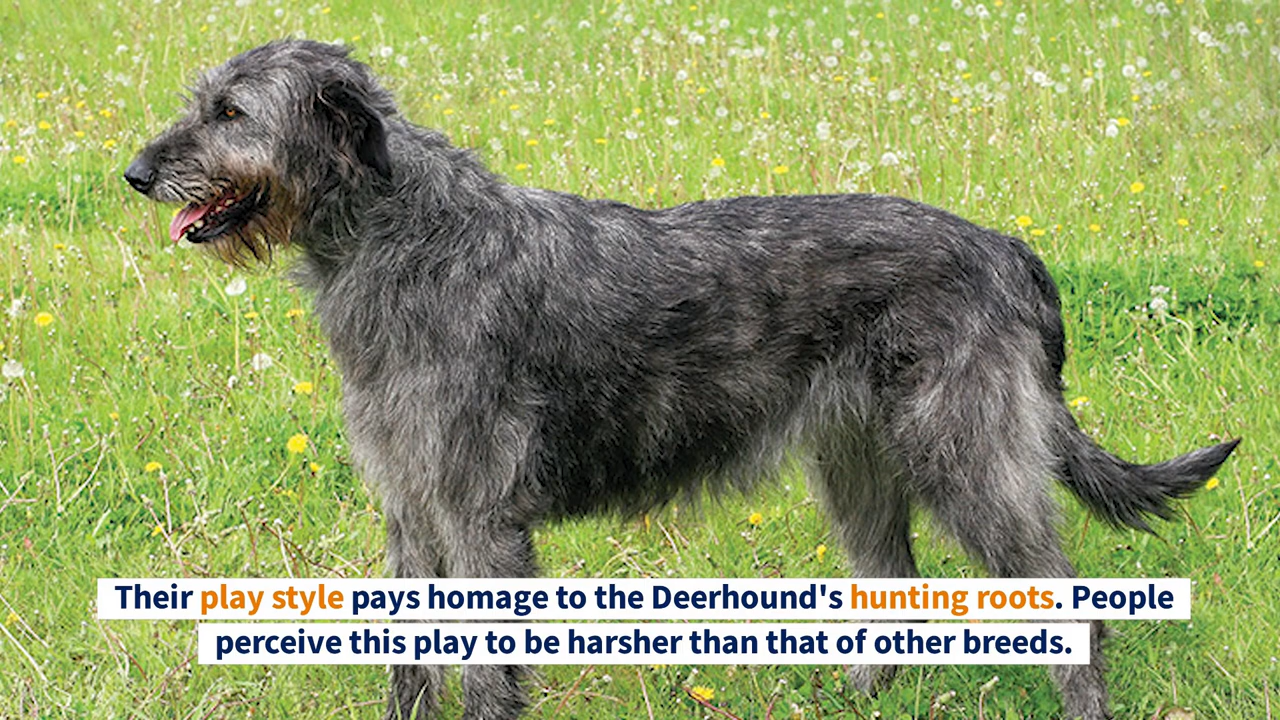 Their play style pays homage to the Deerhound's hunting roots. People
perceive this play to be harsher than that of other breeds.